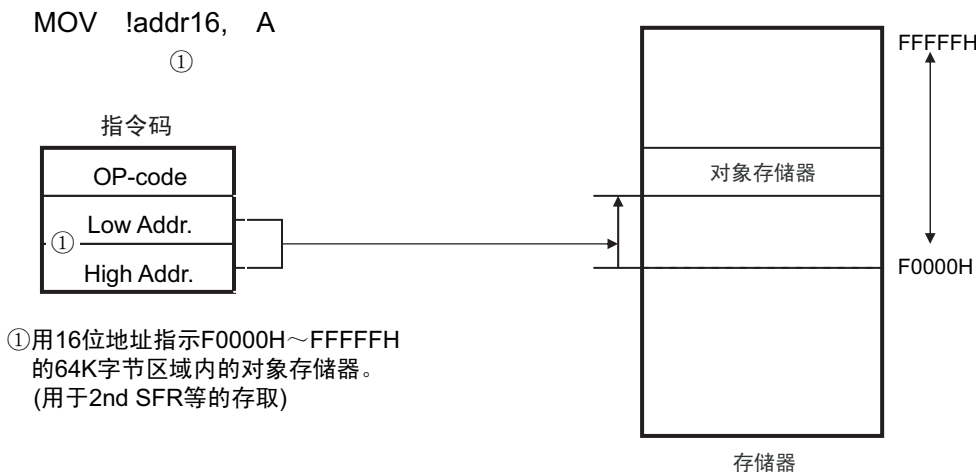 MOV !addr16, A
①
指令码
OP-code
Low Addr.
①
High Addr.
①用16位地址指示F0000H～FFFFFH
的64K字节区域内的对象存储器。
(用于2nd SFR等的存取)
FFFFFH
对象存储器
F0000H
存储器